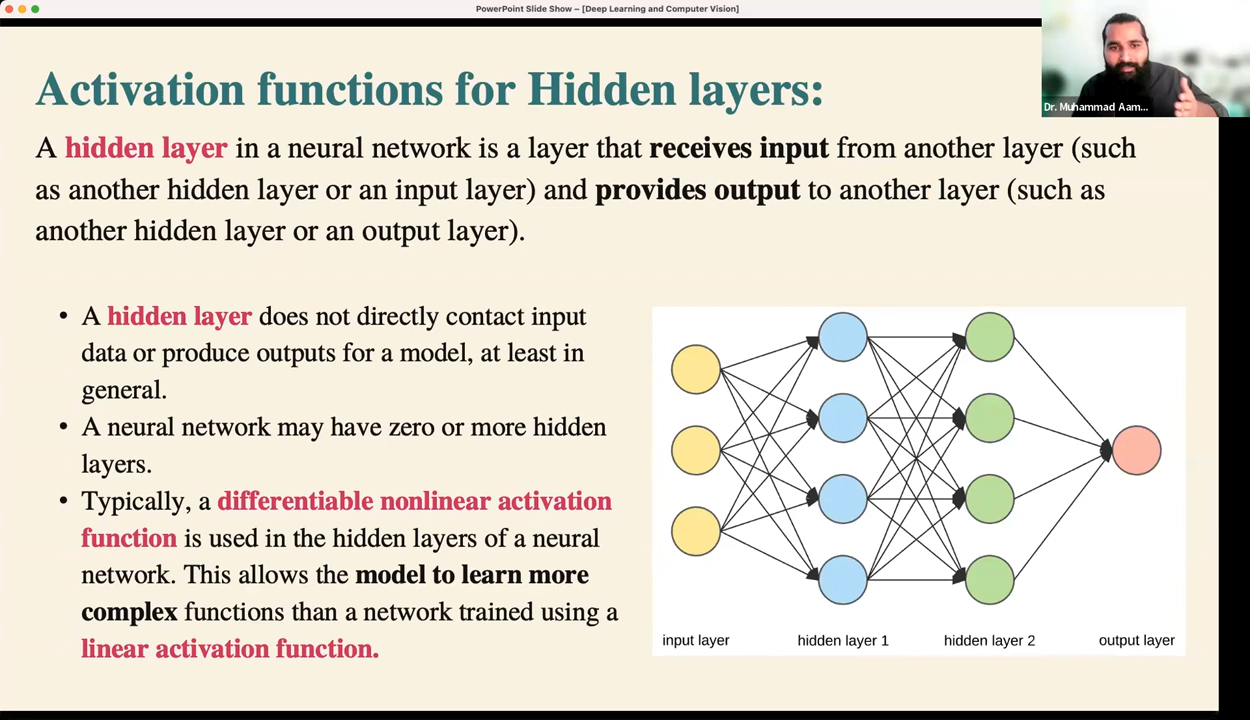 PowerPoint Slide Show – [Deep Learning and Computer Vision]
Dr. Muhammad Aam...
Activation functions for Hidden layers:
A hidden layer in a neural network is a layer that receives input from another layer (such
as another hidden layer or an input layer) and provides output to another layer (such as
another hidden layer or an output layer).
• A hidden layer does not directly contact input
data or produce outputs for a model, at least in
general.
• A neural network may have zero or more hidden
layers.
• Typically, a differentiable nonlinear activation
function is used in the hidden layers of a neural
network. This allows the model to learn more
complex functions than a network trained using a
linear activation function.
input layer
hidden layer 1
hidden layer 2
output layer